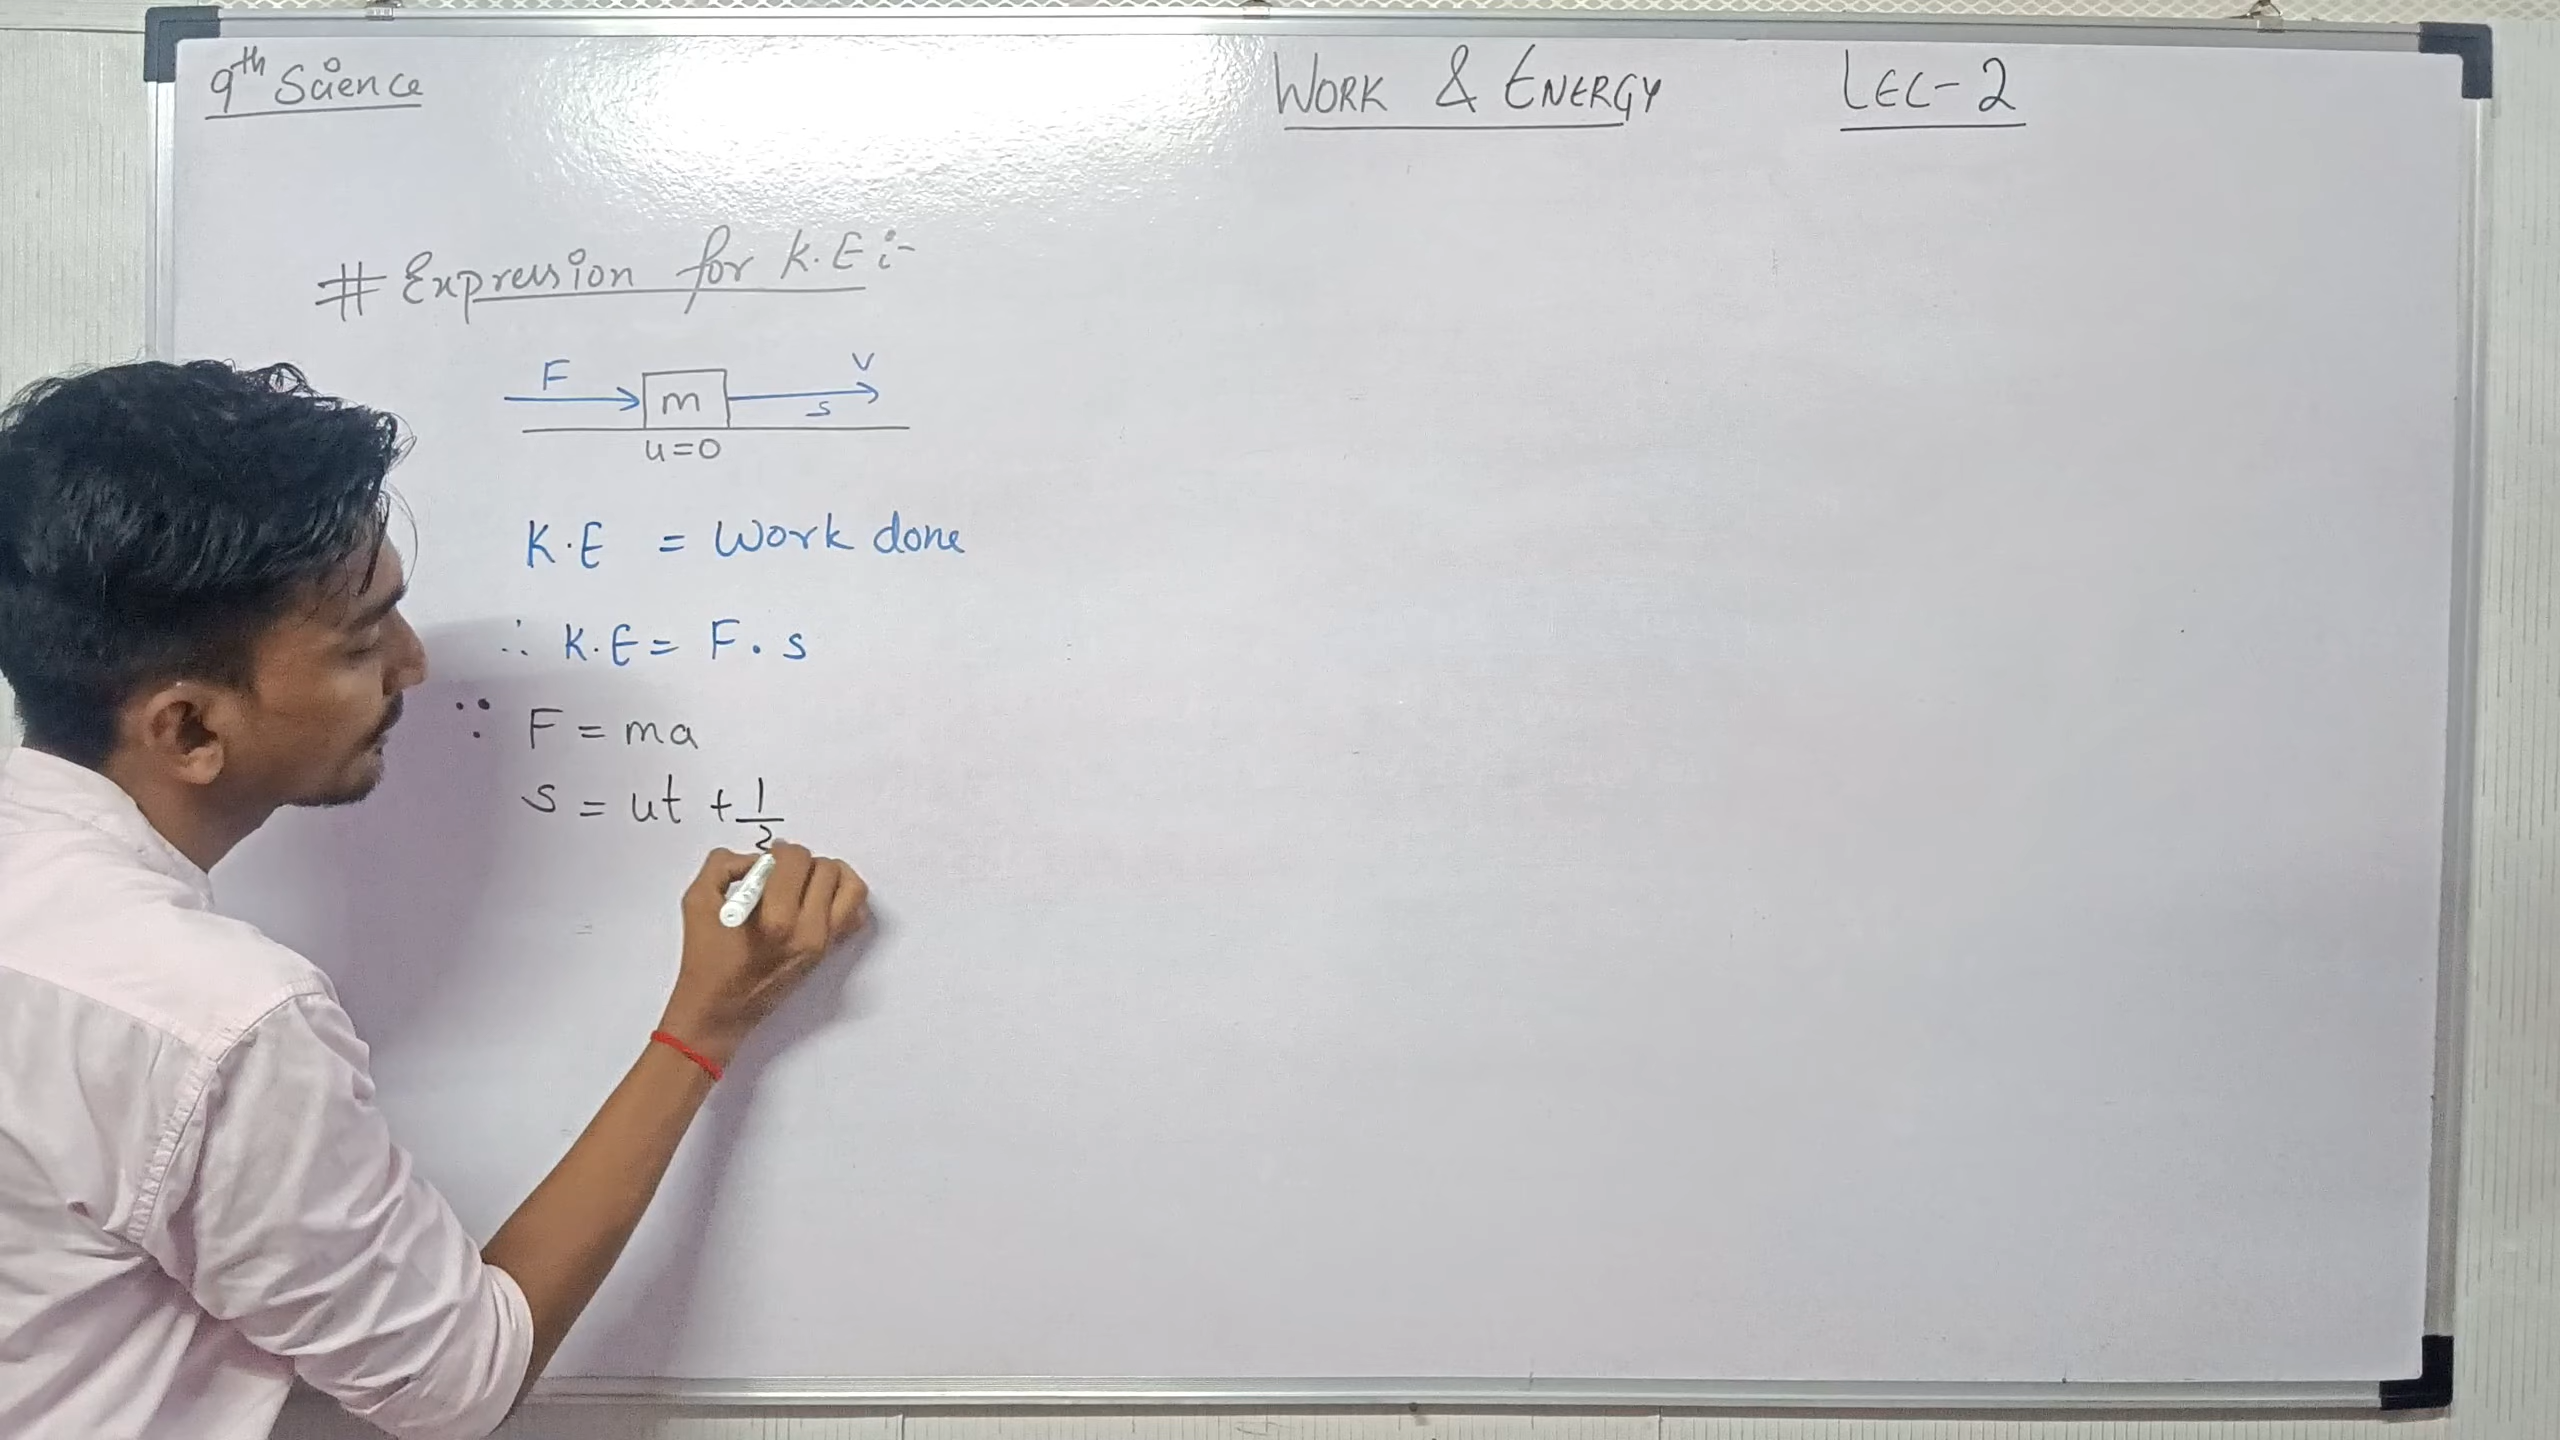 9th Science
WORK & ENERGY
LEC-2
# Expression for K.E :-
F
m
v
s
u=0
K.E = Work done
∴ K.E = F . s
∵ F = ma
s = ut + 1/2